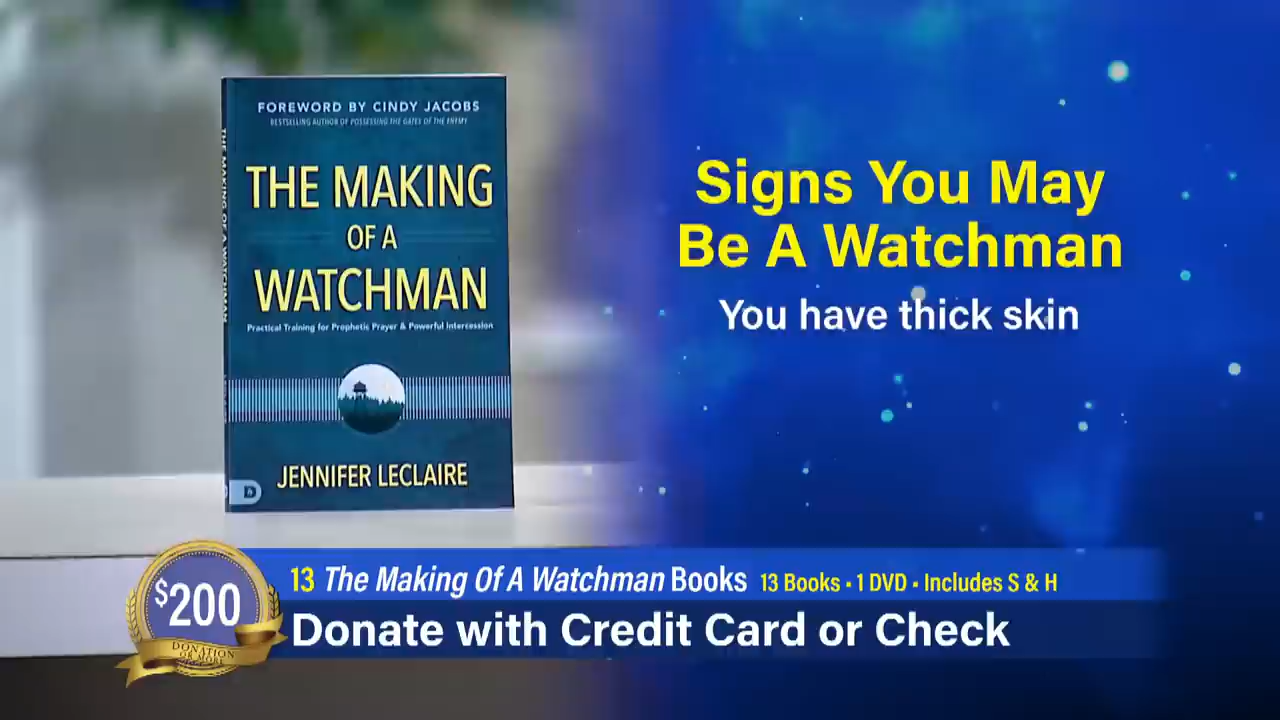 FOREWORD BY CINDY JACOBS
BESTSELLING AUTHOR OF POSSESSING THE GATES OF THE ENEMY
THE MAKING
OF A
WATCHMAN
Practical Training for Prophetic Prayer & Powerful Intercession
JENNIFER LECLAIRE
D
THE MAKING OF A WATCHMAN
Signs You May
Be A Watchman
You have thick skin
$200
DONATION
OR MORE
13 The Making Of A Watchman Books 13 Books • 1 DVD • Includes S & H
Donate with Credit Card or Check